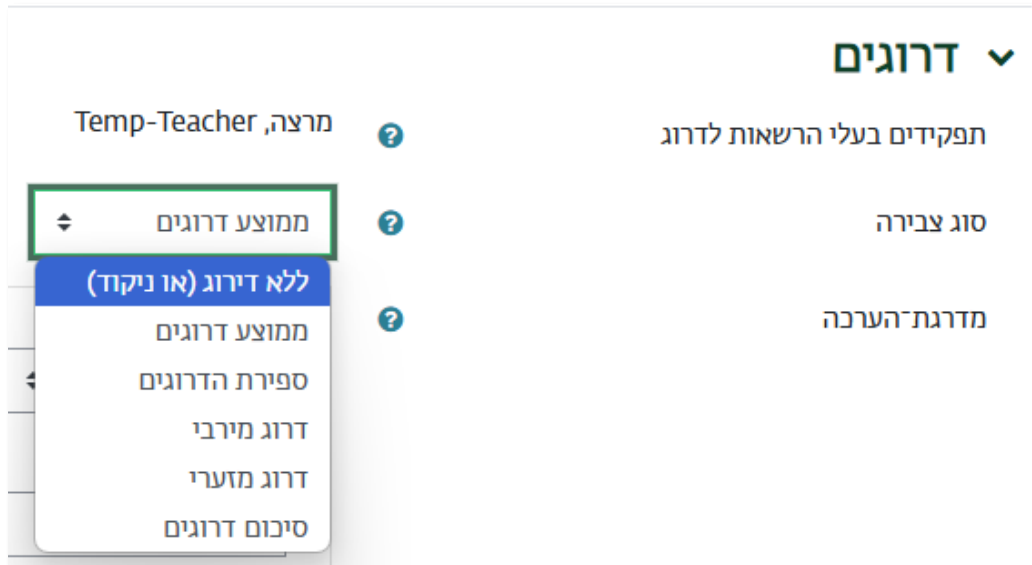 דרוגים
תפקידים בעלי הרשאות לדרוג
מרצה, Temp-Teacher
סוג צבירה
ממוצע דרוגים
ללא דירוג (או ניקוד)
ממוצע דרוגים
ספירת הדרוגים
דרוג מירבי
דרוג מזערי
סיכום דרוגים
מדרגת־הערכה